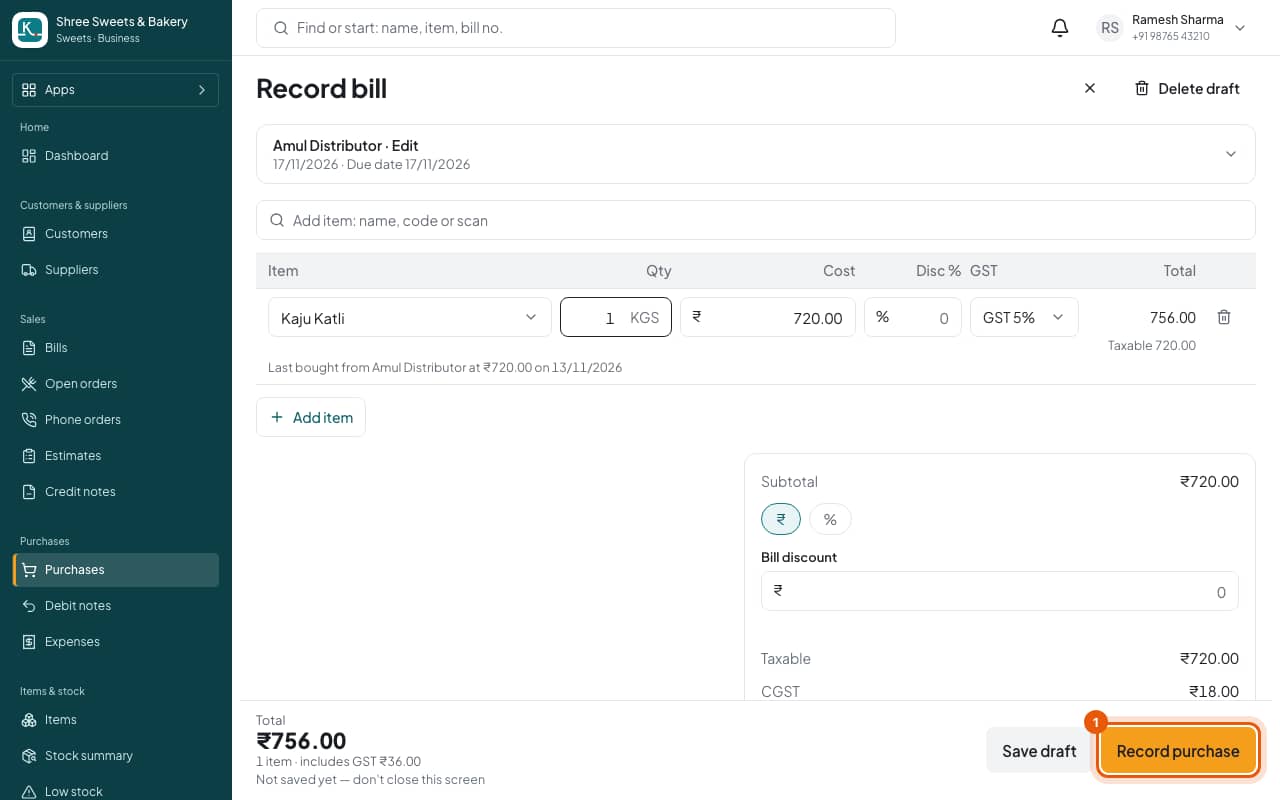 Shree Sweets & Bakery
Sweets · Business
Apps
Home
Dashboard
Customers & suppliers
Customers
Suppliers
Sales
Bills
Open orders
Phone orders
Estimates
Credit notes
Purchases
Purchases
Debit notes
Expenses
Items & stock
Items
Stock summary
Low stock
Find or start: name, item, bill no.
RS
Ramesh Sharma
+91 98765 43210
Record bill
Delete draft
Amul Distributor · Edit
17/11/2026 · Due date 17/11/2026
Add item: name, code or scan
Item Qty Cost Disc % GST Total
Kaju Katli 1 KGS ₹ 720.00 % 0 GST 5% 756.00
Taxable 720.00
Last bought from Amul Distributor at ₹720.00 on 13/11/2026
Add item
Subtotal ₹720.00
₹ %
Bill discount
₹ 0
Taxable ₹720.00
CGST ₹18.00
Total
₹756.00
1 item · includes GST ₹36.00
Not saved yet — don't close this screen
Save draft
1
Record purchase